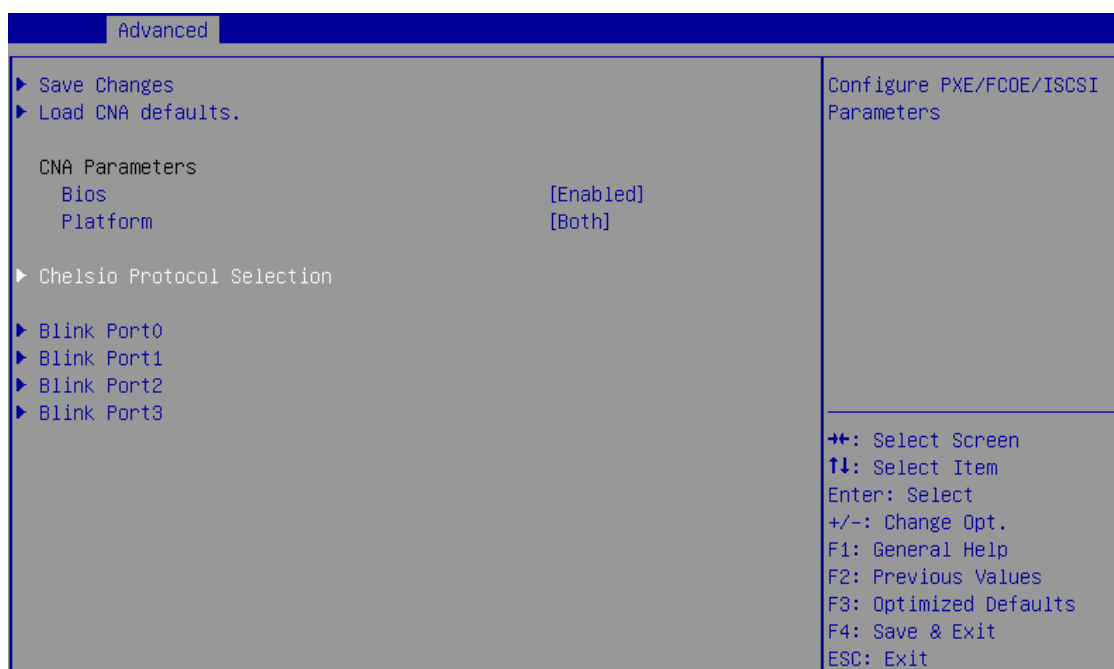 Advanced
Save Changes
Load CNA defaults.
CNA Parameters
Bios [Enabled]
Platform [Both]
Chelsio Protocol Selection
Blink Port0
Blink Port1
Blink Port2
Blink Port3
Configure PXE/FCOE/ISCSI
Parameters
→←: Select Screen
↑↓: Select Item
Enter: Select
+/-: Change Opt.
F1: General Help
F2: Previous Values
F3: Optimized Defaults
F4: Save & Exit
ESC: Exit